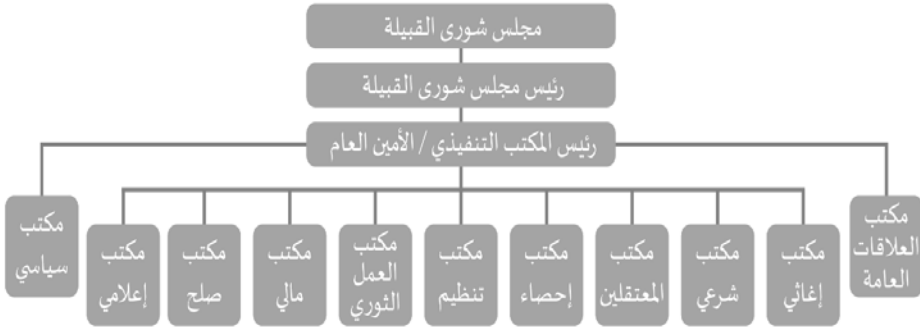 مجلس شورى القبيلة
رئيس مجلس شورى القبيلة
رئيس المكتب التنفيذي / الأمين العام
مكتب
العلاقات
العامة
مكتب
إغاثي
مكتب
شرعي
مكتب
المعتقلين
مكتب
إحصاء
مكتب
تنظيم
مكتب
العمل
الثوري
مكتب
مالي
مكتب
صلح
مكتب
إعلامي
مكتب
سياسي